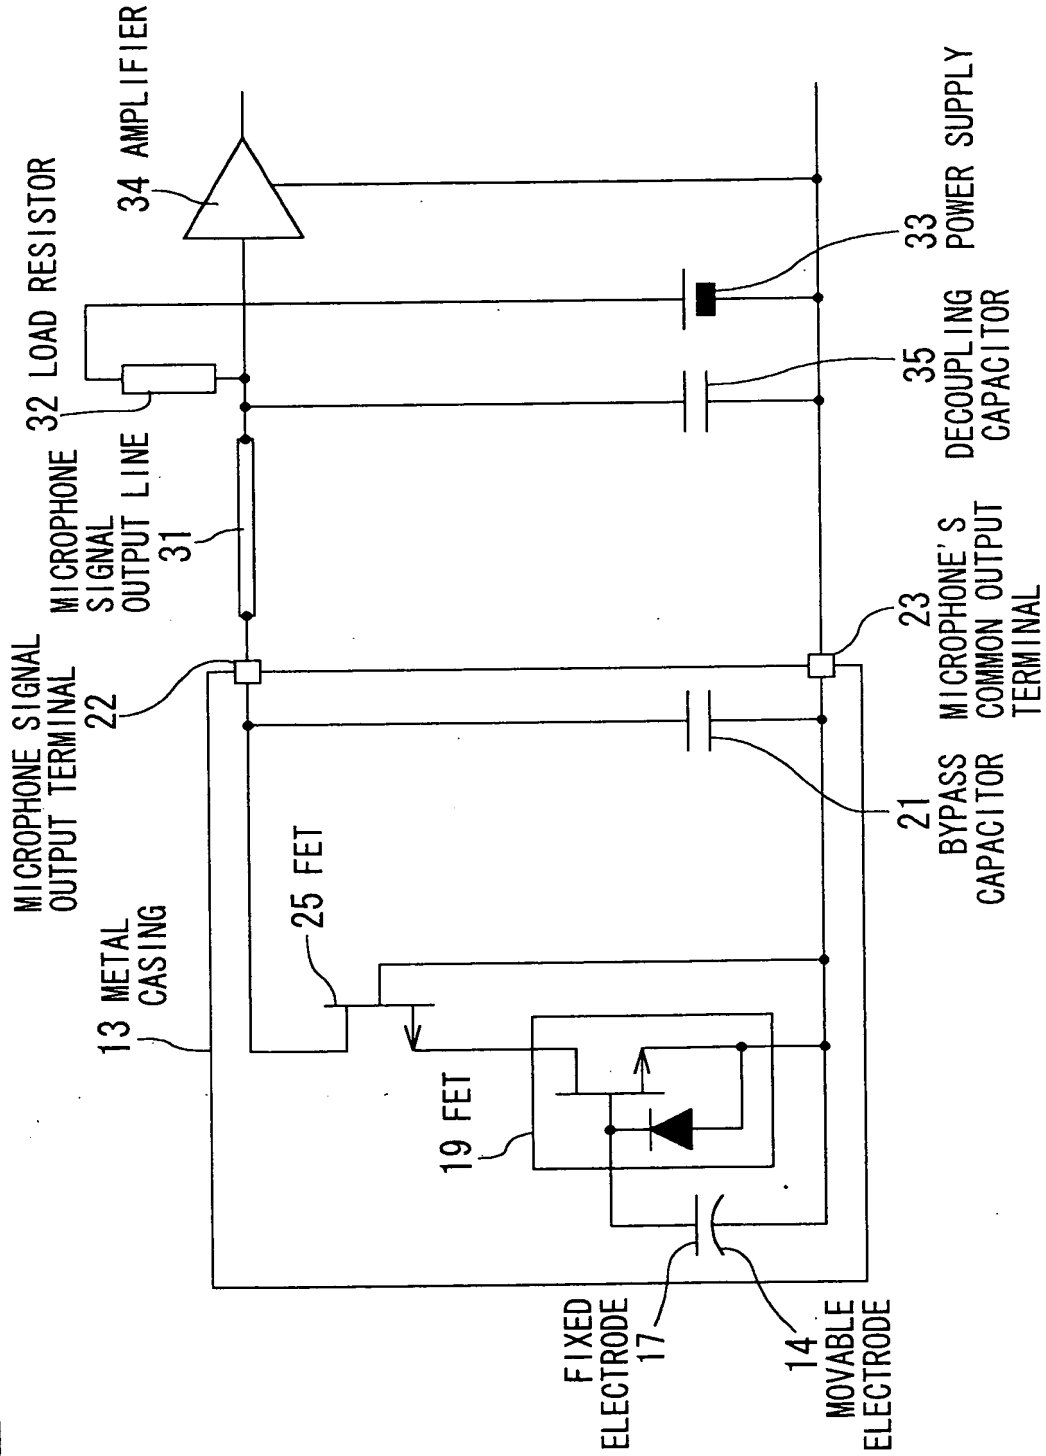 34 AMPLIFIER
32 LOAD RESISTOR
MICROPHONE
SIGNAL
OUTPUT LINE
31
MICROPHONE SIGNAL
OUTPUT TERMINAL
22
13 METAL
CASING
25 FET
19 FET
FIXED
ELECTRODE
17
14
MOVABLE
ELECTRODE
21
BYPASS
CAPACITOR
23
MICROPHONE'S
COMMON OUTPUT
TERMINAL
35
DECOUPLING
CAPACITOR
33
POWER SUPPLY